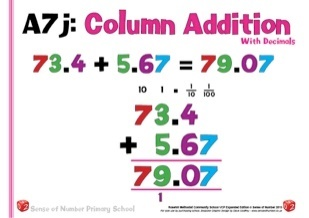 A7j: Column Addition
With Decimals
73.4 + 5.67 = 79.07
10 1 . 1/10 1/100
73.4
+ 5.67
79.07
1
Sense of Number Primary School